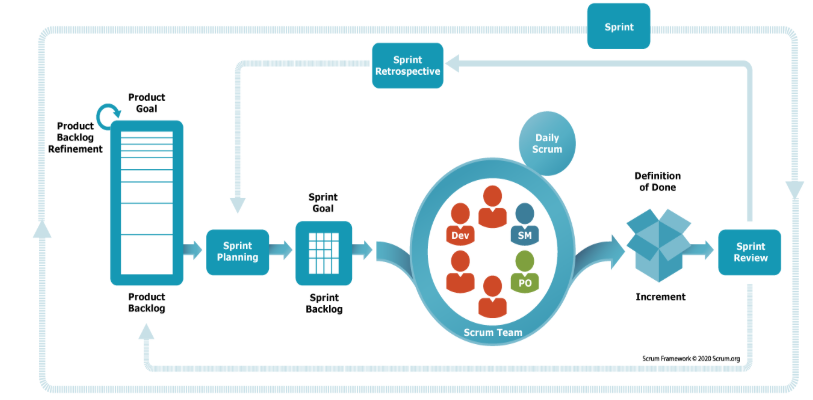 Sprint
Sprint
Retrospective
Product
Goal
Product
Backlog
Refinement
Daily
Scrum
Definition
of Done
Sprint
Goal
Dev
SM
Sprint
Planning
Sprint
Review
PO
Product
Backlog
Sprint
Backlog
Increment
Scrum Team
Scrum Framework © 2020 Scrum.org